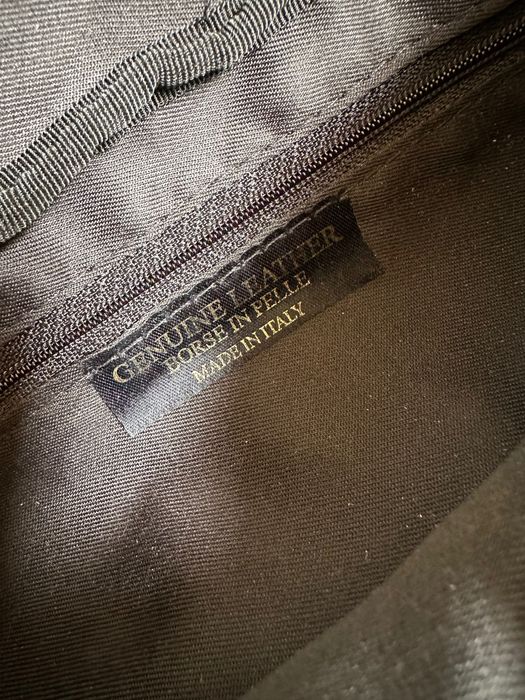 GENUINE LEATHER
BORSE IN PELLE
MADE IN ITALY